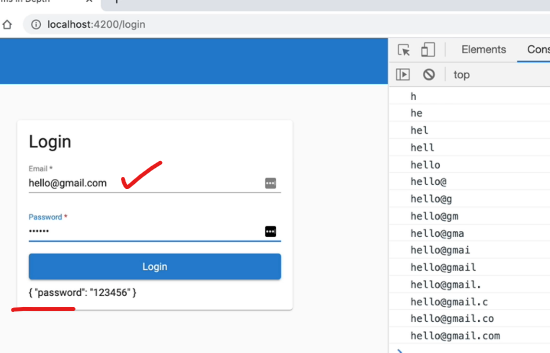 ms in Depth
localhost:4200/login
Elements
Cons
top
Login
Email *
hello@gmail.com
Password *
••••••
Login
{ "password": "123456" }
h
he
hel
hell
hello
hello@
hello@g
hello@gm
hello@gma
hello@gmai
hello@gmail
hello@gmail.
hello@gmail.c
hello@gmail.co
hello@gmail.com